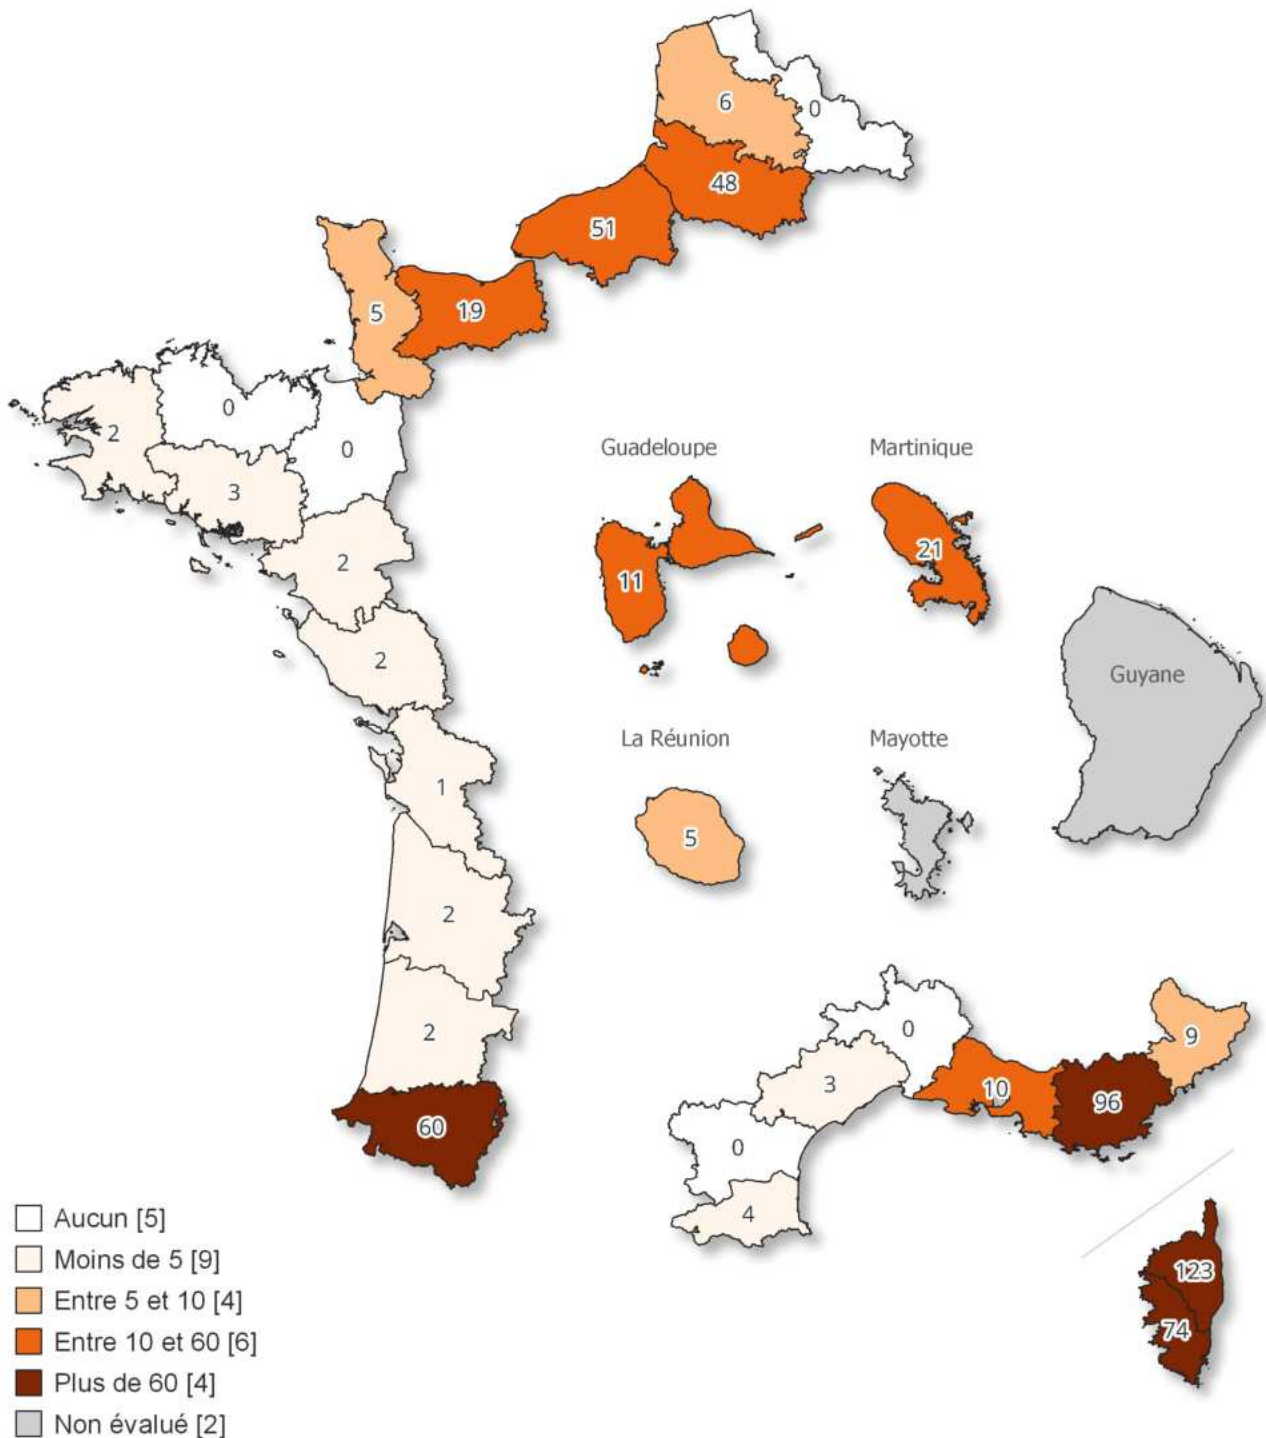 6
0
48
51
5
19
0
2
0
3
Guadeloupe
Martinique
2
11
21
2
Guyane
La Réunion
Mayotte
1
5
2
2
0
9
3
10
96
60
0
4
123
74
Aucun [5]
Moins de 5 [9]
Entre 5 et 10 [4]
Entre 10 et 60 [6]
Plus de 60 [4]
Non évalué [2]